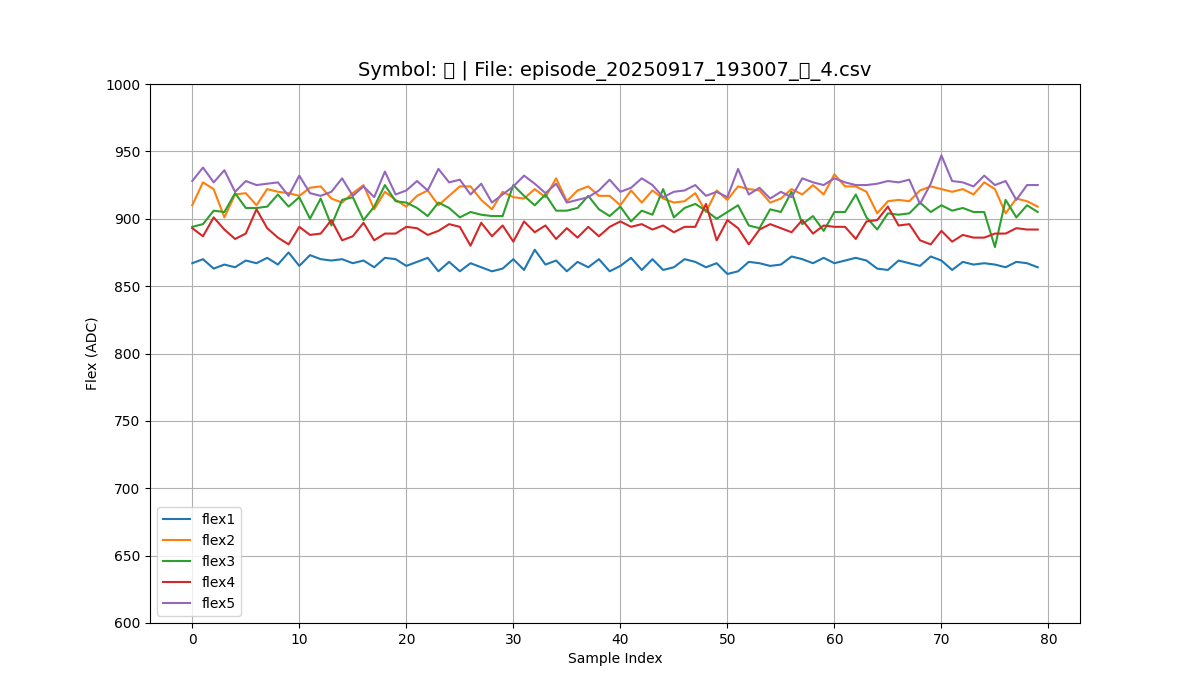 Symbol: | File: episode_20250917_193007_ _4.csv
1000
950
900
850
800
750
700
650
600
Flex (ADC)
flex1
flex2
flex3
flex4
flex5
0 10 20 30 40 50 60 70 80
Sample Index